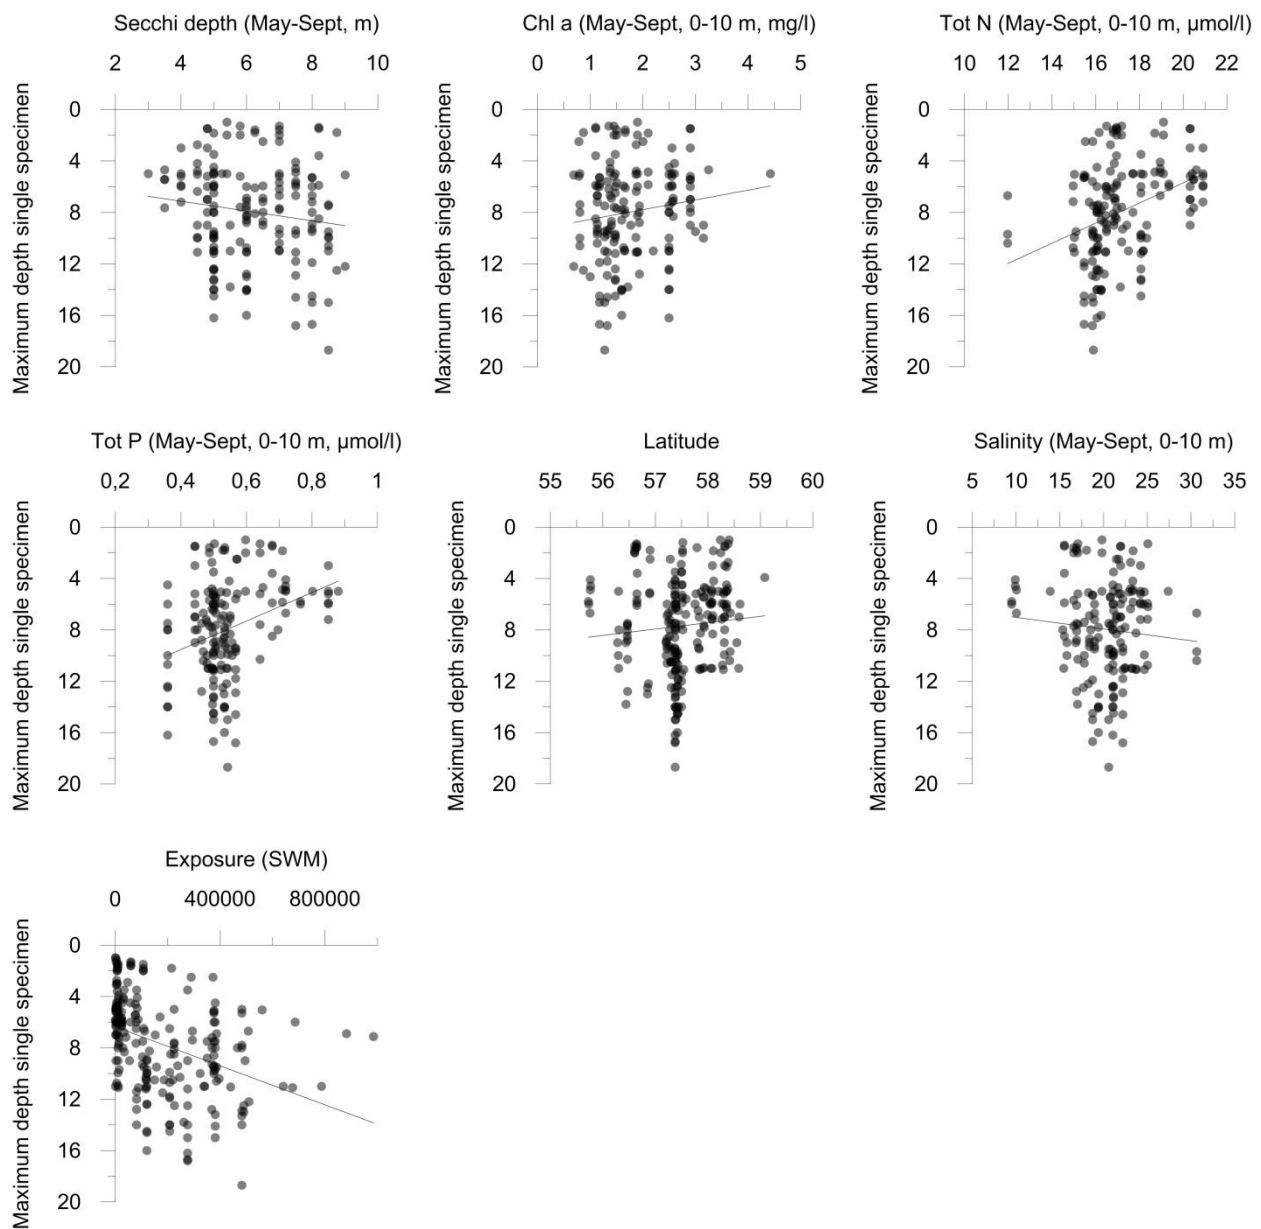 Secchi depth (May-Sept, m)
2 4 6 8 10
0
4
8
12
16
20
Maximum depth single specimen
Chl a (May-Sept, 0-10 m, mg/l)
0 1 2 3 4 5
0
4
8
12
16
20
Maximum depth single specimen
Tot N (May-Sept, 0-10 m, µmol/l)
10 12 14 16 18 20 22
0
4
8
12
16
20
Maximum depth single specimen
Tot P (May-Sept, 0-10 m, µmol/l)
0,2 0,4 0,6 0,8 1
0
4
8
12
16
20
Maximum depth single specimen
Latitude
55 56 57 58 59 60
0
4
8
12
16
20
Maximum depth single specimen
Salinity (May-Sept, 0-10 m)
5 10 15 20 25 30 35
0
4
8
12
16
20
Maximum depth single specimen
Exposure (SWM)
0 400000 800000
0
4
8
12
16
20
Maximum depth single specimen